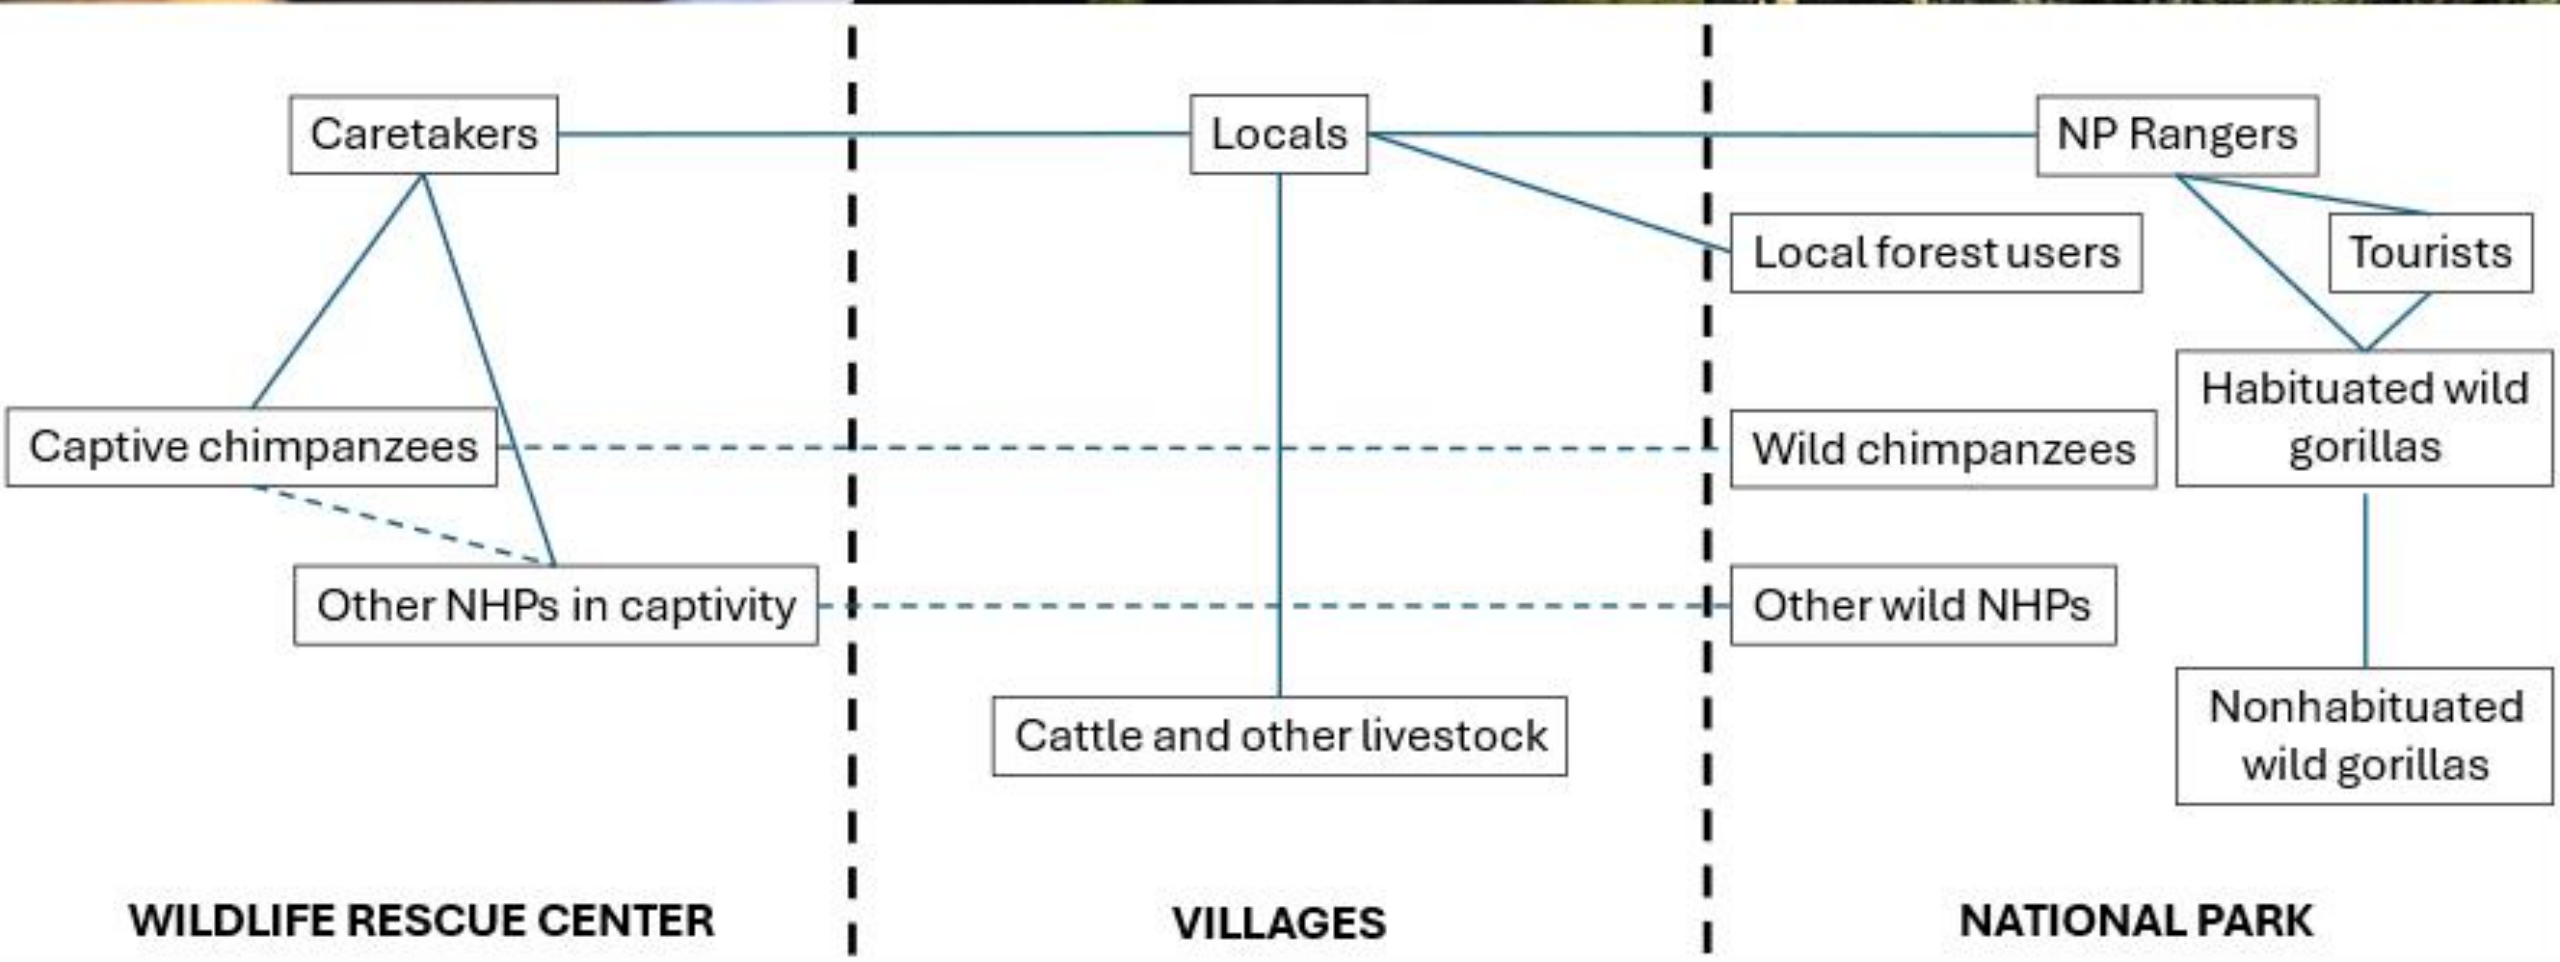 Caretakers
Locals
NP Rangers
Local forest users
Tourists
Habituated wild
gorillas
Captive chimpanzees
Wild chimpanzees
Other NHPs in captivity
Other wild NHPs
Cattle and other livestock
Nonhabituated
wild gorillas
WILDLIFE RESCUE CENTER
VILLAGES
NATIONAL PARK